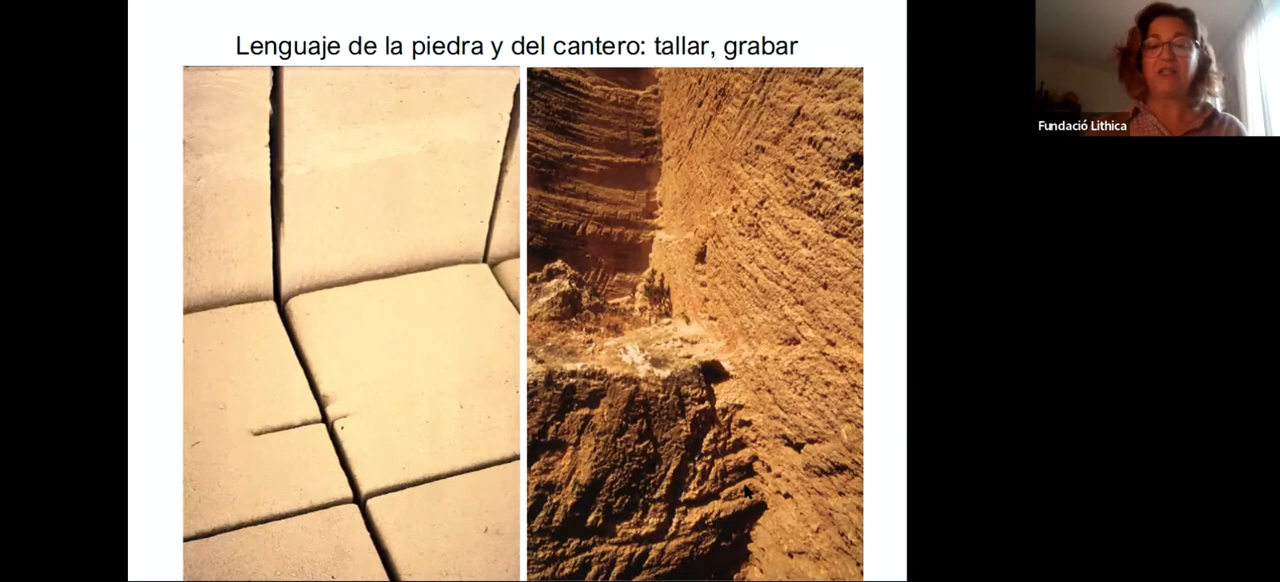 Lenguaje de la piedra y del cantero: tallar, grabar
Fundació Lithica